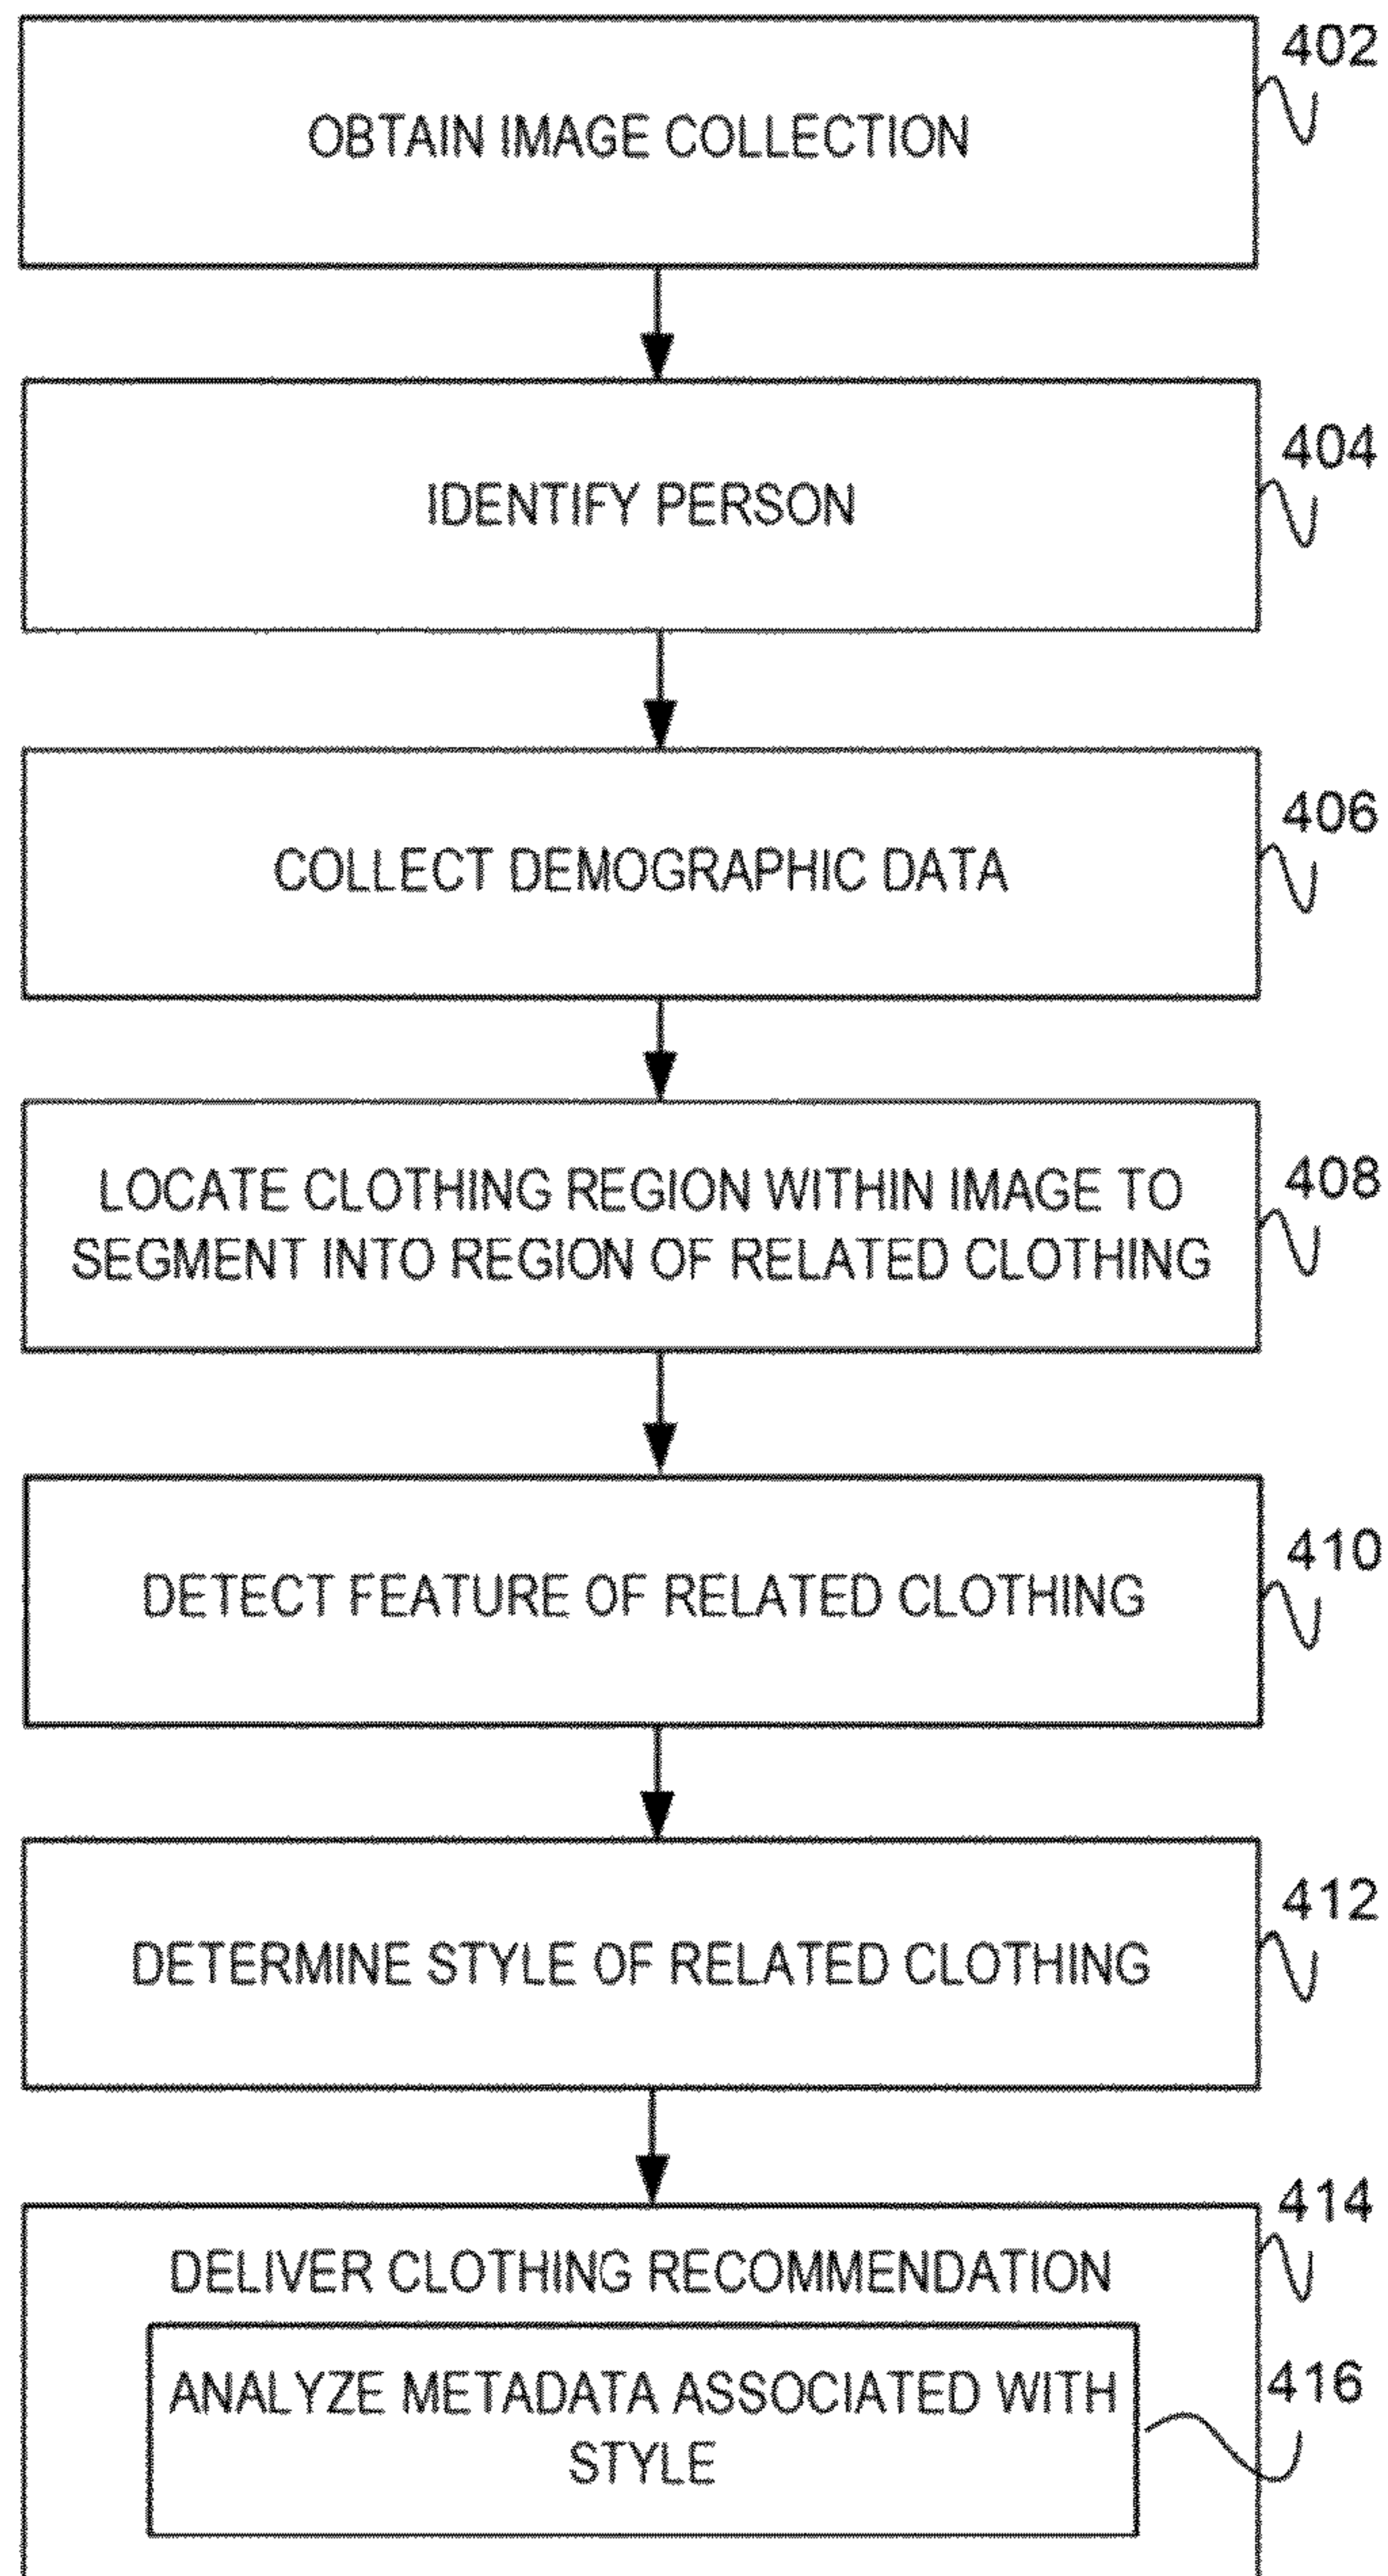 402
OBTAIN IMAGE COLLECTION
404
IDENTIFY PERSON
406
COLLECT DEMOGRAPHIC DATA
408
LOCATE CLOTHING REGION WITHIN IMAGE TO
SEGMENT INTO REGION OF RELATED CLOTHING
410
DETECT FEATURE OF RELATED CLOTHING
412
DETERMINE STYLE OF RELATED CLOTHING
414
DELIVER CLOTHING RECOMMENDATION
416
ANALYZE METADATA ASSOCIATED WITH
STYLE